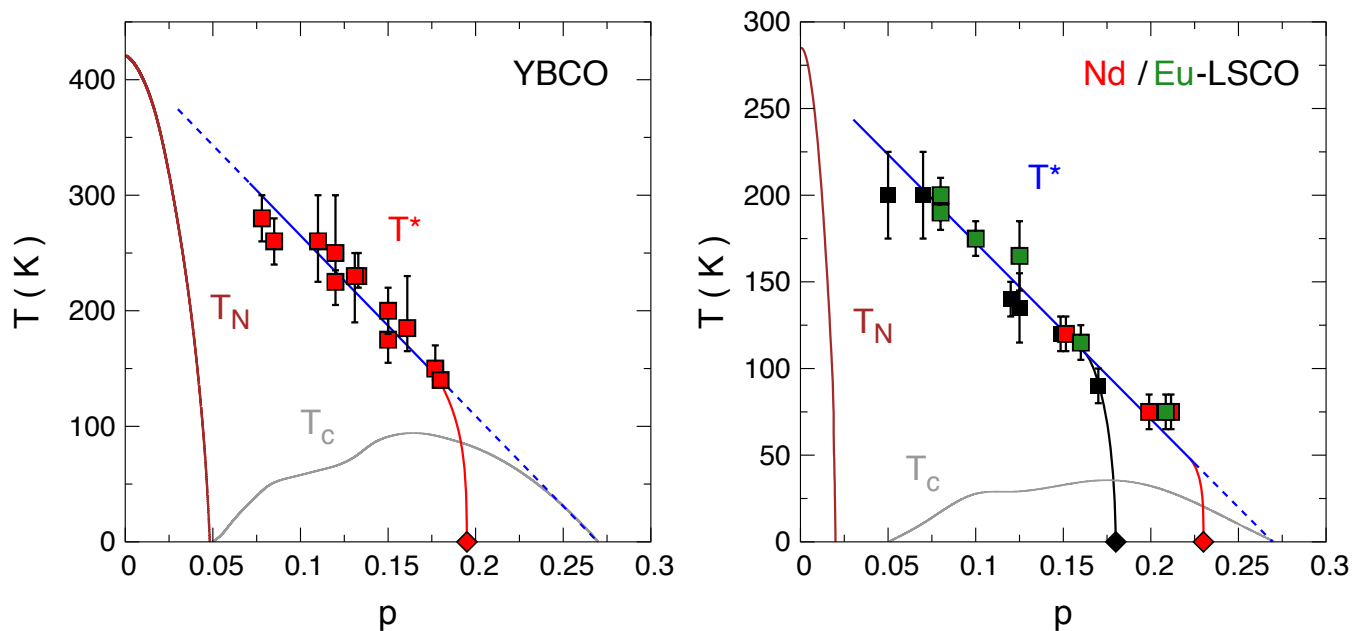 YBCO
T*
T_N
T_c
T ( K )
400
300
200
100
0
0 0.05 0.1 0.15 0.2 0.25 0.3
p
Nd / Eu-LSCO
T*
T_N
T_c
T ( K )
300
250
200
150
100
50
0
0.05 0.1 0.15 0.2 0.25 0.3
p